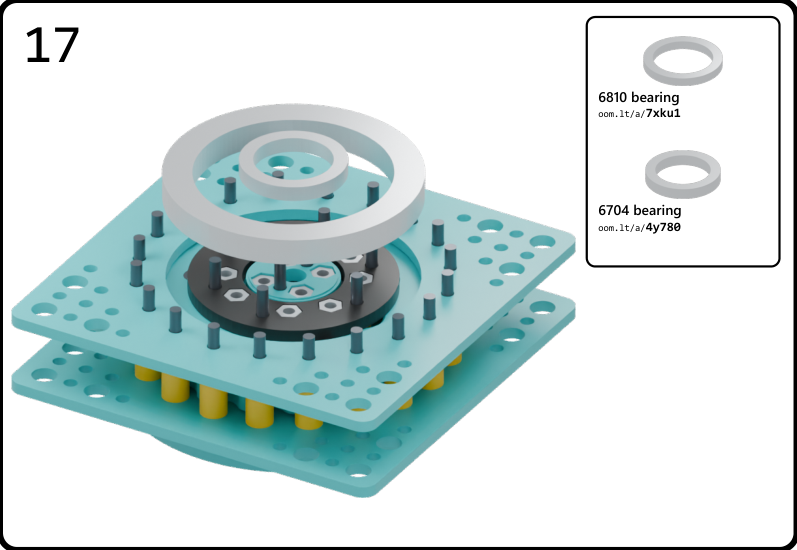 17
6810 bearing
oom.lt/a/7xku1
6704 bearing
oom.lt/a/4y780